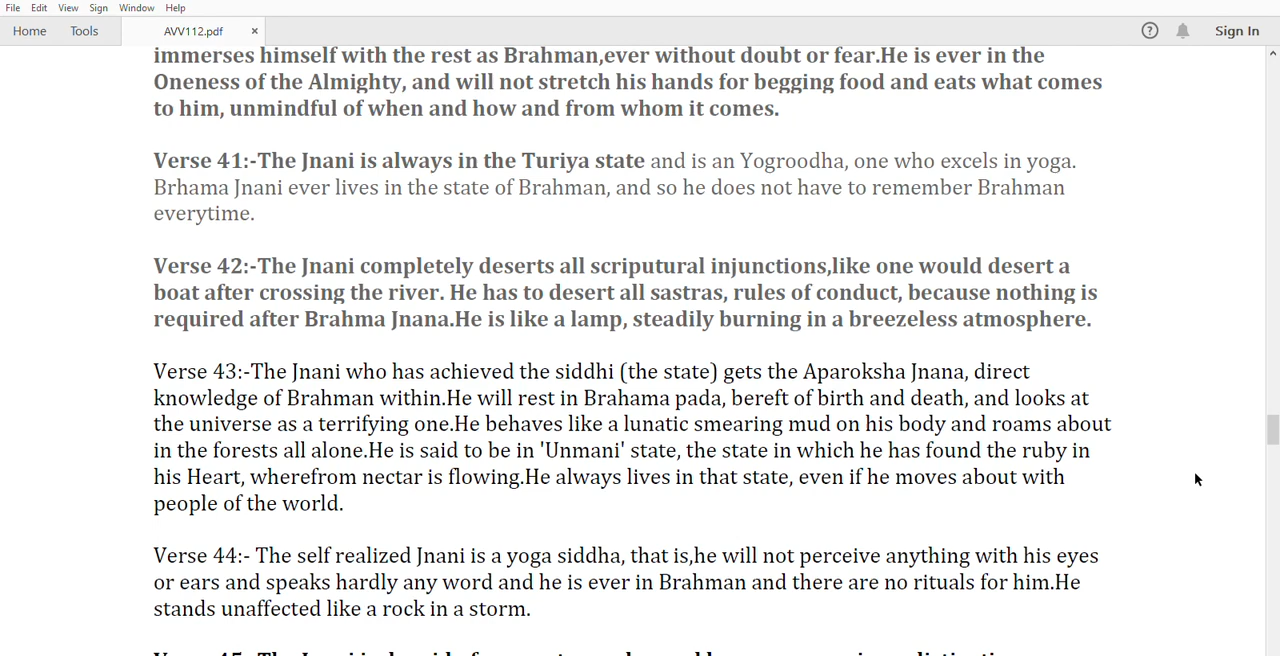 File Edit View Sign Window Help
Home Tools AVV112.pdf × ? Sign In
immerses himself with the rest as Brahman,ever without doubt or fear.He is ever in the
Oneness of the Almighty, and will not stretch his hands for begging food and eats what comes
to him, unmindful of when and how and from whom it comes.
Verse 41:-The Jnani is always in the Turiya state and is an Yogroodha, one who excels in yoga.
Brhama Jnani ever lives in the state of Brahman, and so he does not have to remember Brahman
everytime.
Verse 42:-The Jnani completely deserts all scriputural injunctions,like one would desert a
boat after crossing the river. He has to desert all sastras, rules of conduct, because nothing is
required after Brahma Jnana.He is like a lamp, steadily burning in a breezeless atmosphere.
Verse 43:-The Jnani who has achieved the siddhi (the state) gets the Aparoksha Jnana, direct
knowledge of Brahman within.He will rest in Brahama pada, bereft of birth and death, and looks at
the universe as a terrifying one.He behaves like a lunatic smearing mud on his body and roams about
in the forests all alone.He is said to be in 'Unmani' state, the state in which he has found the ruby in
his Heart, wherefrom nectar is flowing.He always lives in that state, even if he moves about with
people of the world.
Verse 44:- The self realized Jnani is a yoga siddha, that is,he will not perceive anything with his eyes
or ears and speaks hardly any word and he is ever in Brahman and there are no rituals for him.He
stands unaffected like a rock in a storm.